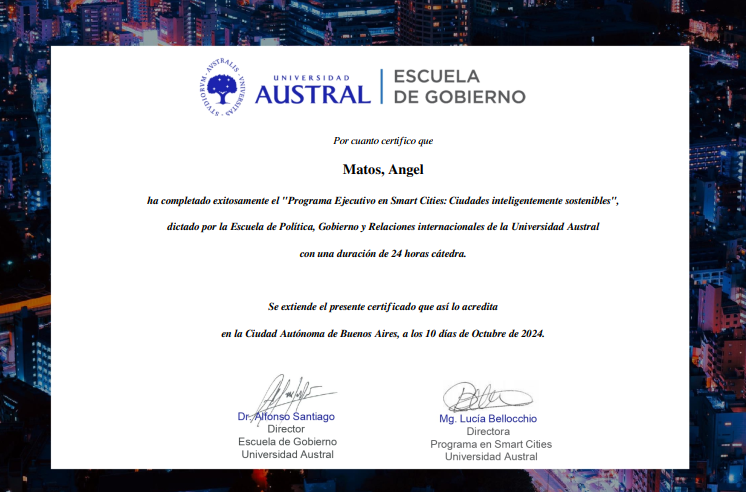 STVDIORVM · AVSTRALIS · VNIVERSITAS
UNIVERSIDAD
AUSTRAL
ESCUELA
DE GOBIERNO
Por cuanto certifico que
Matos, Angel
ha completado exitosamente el "Programa Ejecutivo en Smart Cities: Ciudades inteligentemente sostenibles",
dictado por la Escuela de Política, Gobierno y Relaciones internacionales de la Universidad Austral
con una duración de 24 horas cátedra.
Se extiende el presente certificado que así lo acredita
en la Ciudad Autónoma de Buenos Aires, a los 10 días de Octubre de 2024.
Dr. Alfonso Santiago
Director
Escuela de Gobierno
Universidad Austral
Mg. Lucía Bellocchio
Directora
Programa en Smart Cities
Universidad Austral